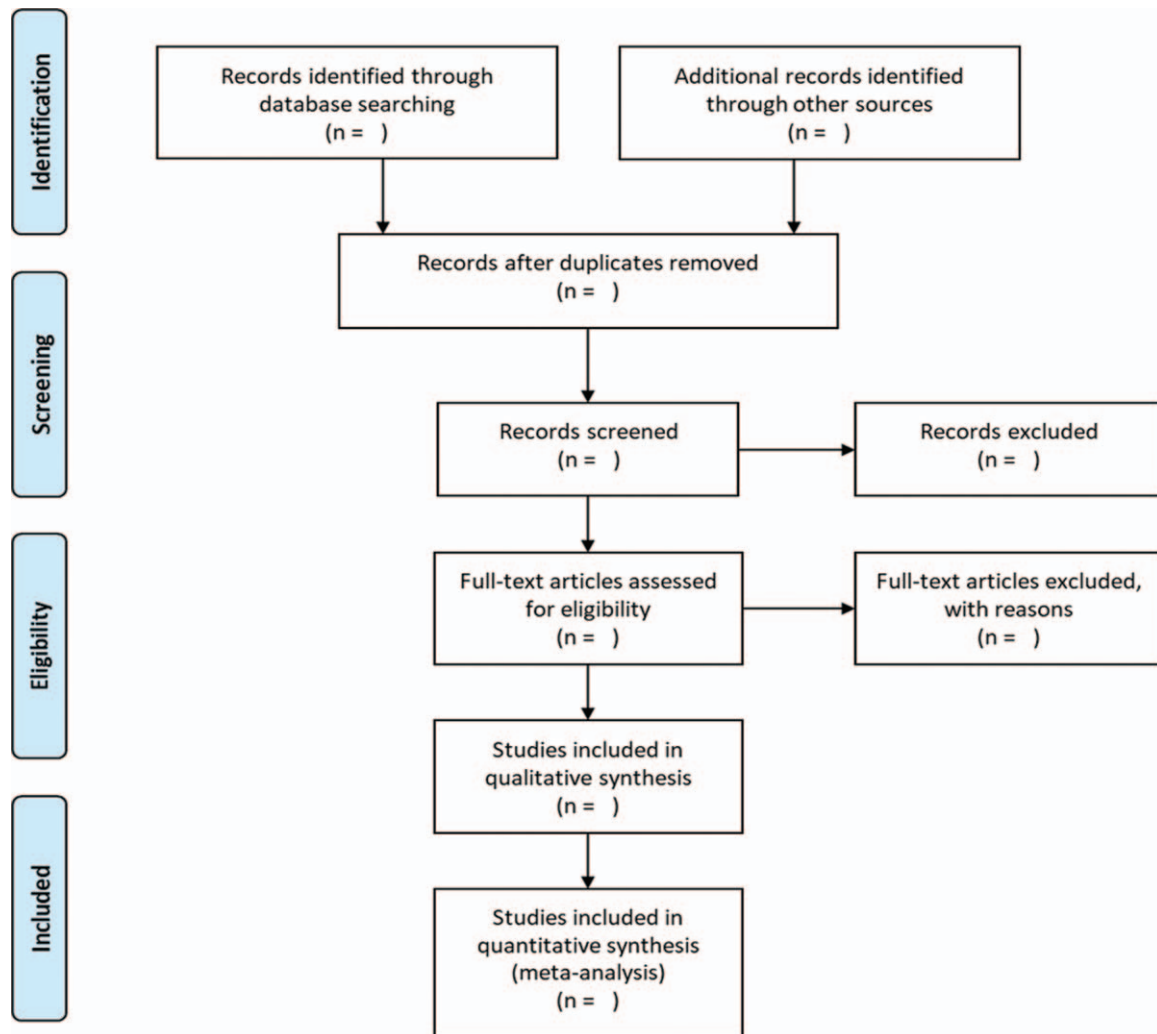 Identification
Records identified through
database searching
(n =   )
Additional records identified
through other sources
(n =   )
Records after duplicates removed
(n =   )
Screening
Records screened
(n =   )
Records excluded
(n =   )
Eligibility
Full-text articles assessed
for eligibility
(n =   )
Full-text articles excluded,
with reasons
(n =   )
Studies included in
qualitative synthesis
(n =   )
Included
Studies included in
quantitative synthesis
(meta-analysis)
(n =   )